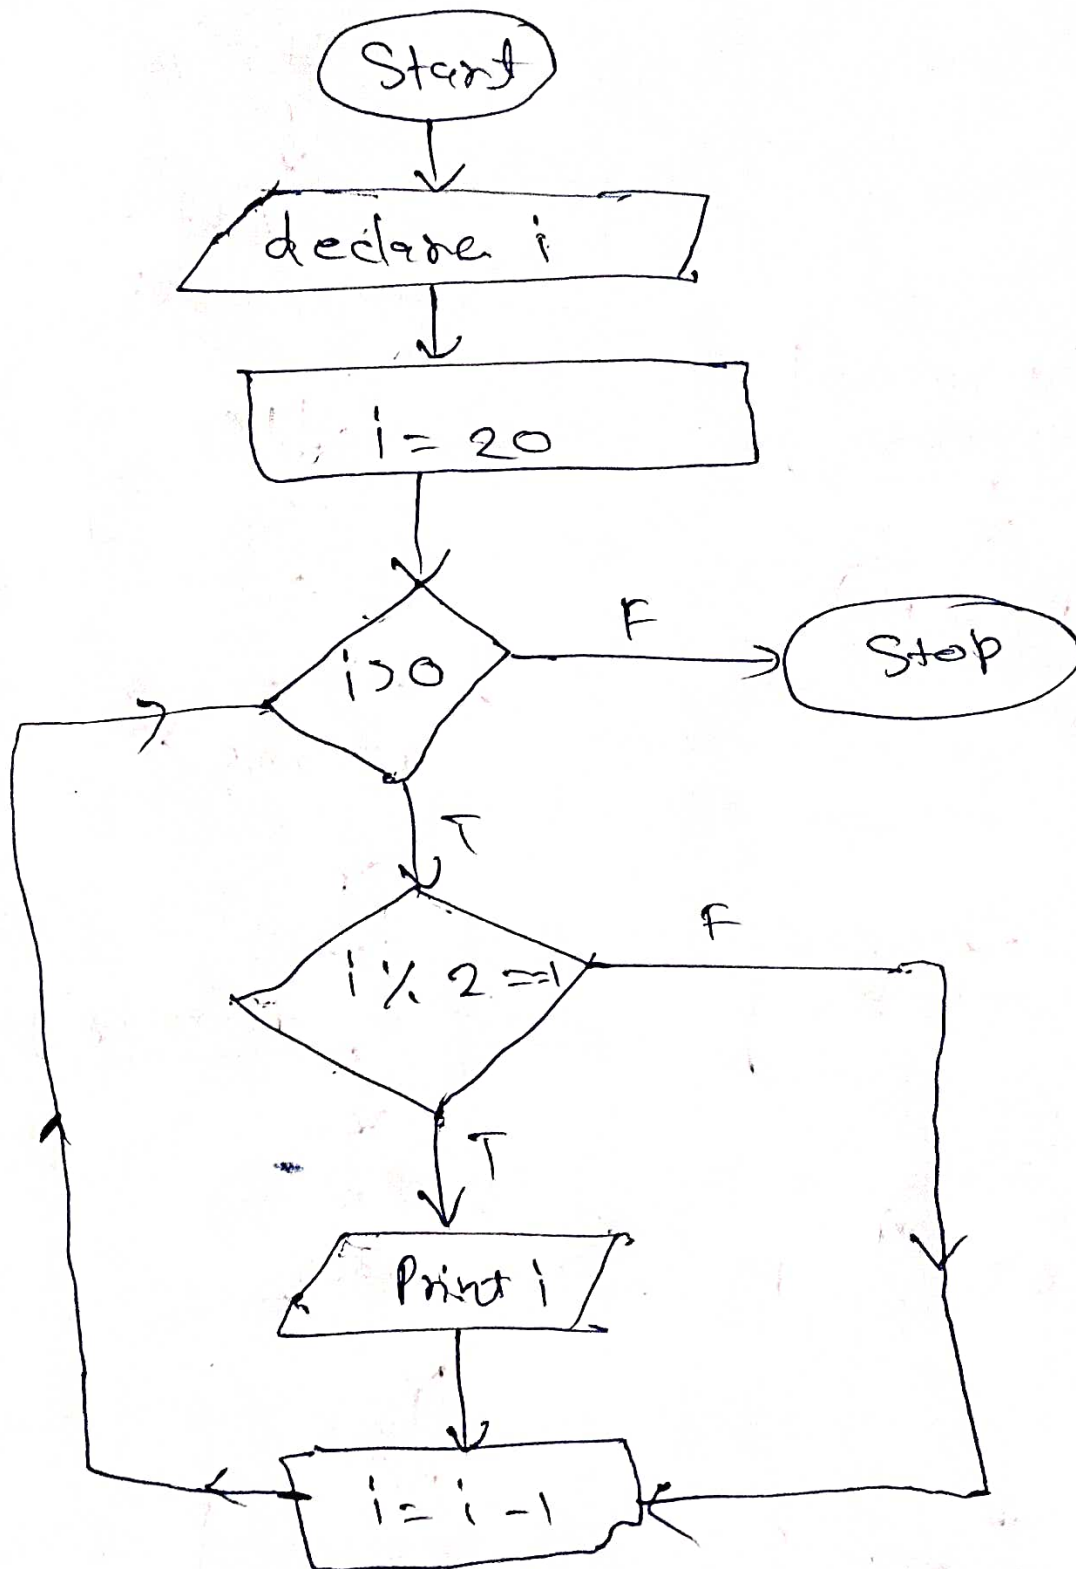 Start
declare i
i = 20
i>0
F
Stop
T
i % 2 ==1
F
T
Print i
i = i - 1